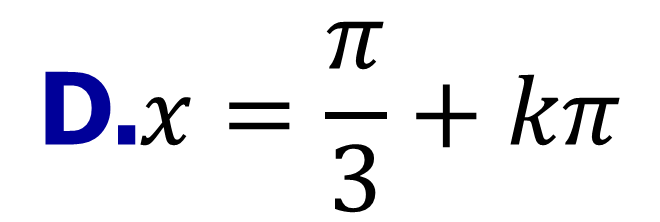 D. x = π/3 + kπ